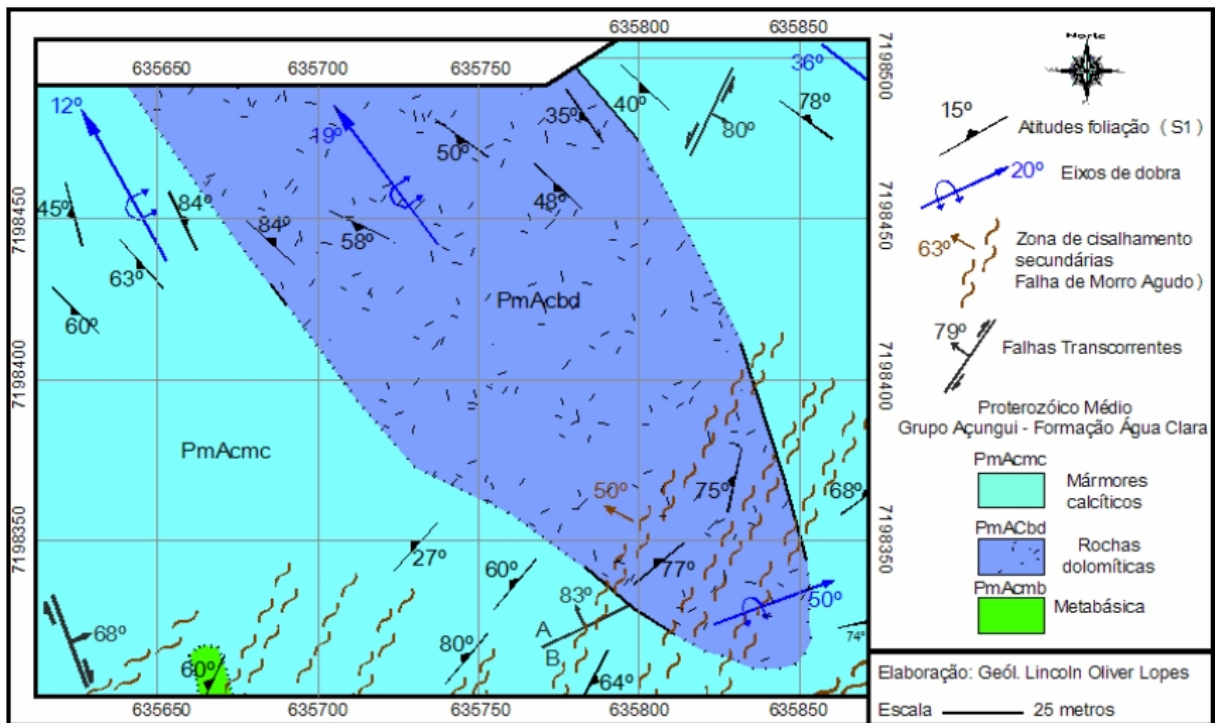 635800 635850
635650 635700 635750
7198500
7198450
7198400
7198350
7198450
7198400
7198350
12º
19º
35º
40º
80º
36º
78º
50º
48º
45º
84º
84º
58º
63º
60º
PmAcbd
PmAcmc
50º
75º
68º
27º
60º
77º
83º
50º
A
B
80º
64º
74º
68º
60º
635650 635700 635750 635800 635850
Norte
15º
Atitudes foliação ( S1 )
20º
Eixos de dobra
63º
Zona de cisalhamento
secundárias
Falha de Morro Agudo )
79º
Falhas Transcorrentes
Proterozóico Médio
Grupo Açungui - Formação Água Clara
PmAcmc
Mármores
calcíticos
PmACbd
Rochas
dolomíticas
PmAcmb
Metabásica
Elaboração: Geól. Lincoln Oliver Lopes
Escala 25 metros